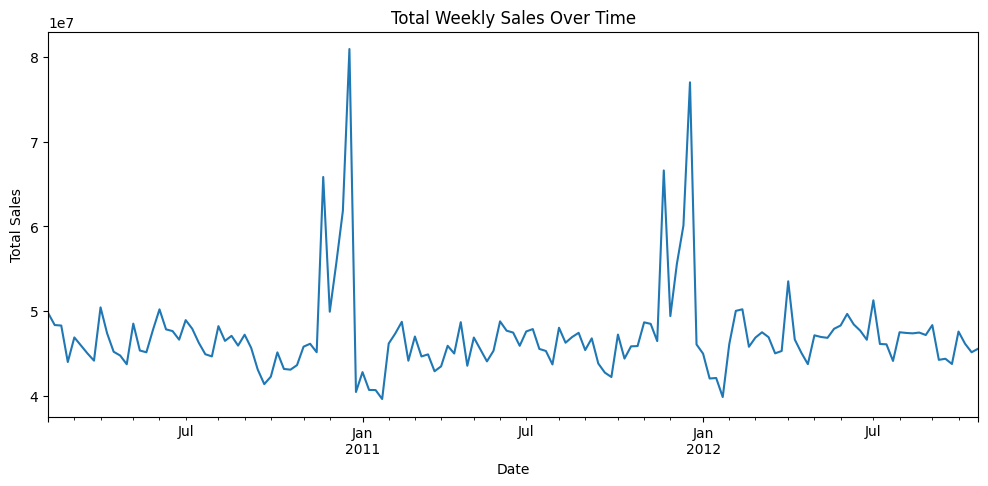 Total Weekly Sales Over Time
1e7
8
7
6
5
4
Total Sales
Jul
Jan
2011
Jul
Jan
2012
Jul
Date